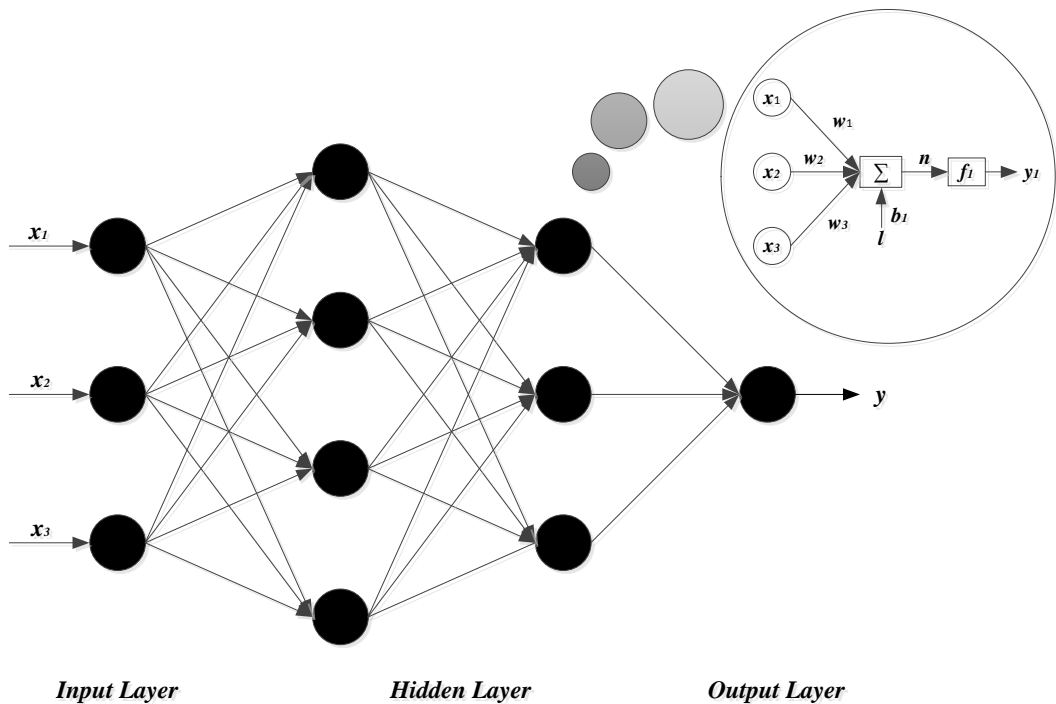 x1
w1
x2
w2
Σ
n
f1
y1
w3
b1
l
x3
x1
x2
y
x3
Input Layer
Hidden Layer
Output Layer